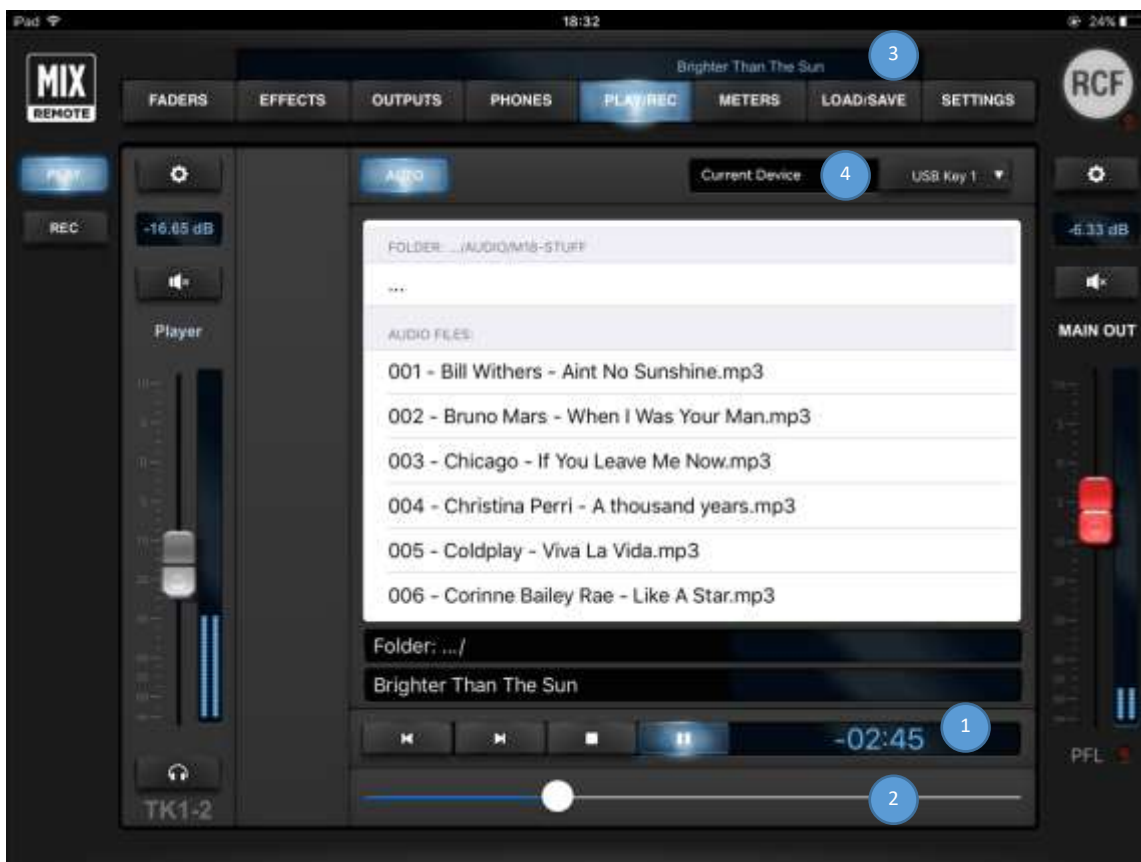 iPad 18:32 24%
MIX
REMOTE
Brighter Than The Sun 3
RCF
FADERS EFFECTS OUTPUTS PHONES PLAY/REC METERS LOAD/SAVE SETTINGS
PLAY
REC
-16.65 dB
Player
TK1-2
AUTO Current Device 4 USB Key 1
FOLDER: .../AUDIO/M18-STUFF
...
AUDIO FILES:
001 - Bill Withers - Aint No Sunshine.mp3
002 - Bruno Mars - When I Was Your Man.mp3
003 - Chicago - If You Leave Me Now.mp3
004 - Christina Perri - A thousand years.mp3
005 - Coldplay - Viva La Vida.mp3
006 - Corinne Bailey Rae - Like A Star.mp3
Folder: .../
Brighter Than The Sun
-02:45 1
2
-6.33 dB
MAIN OUT
PFL